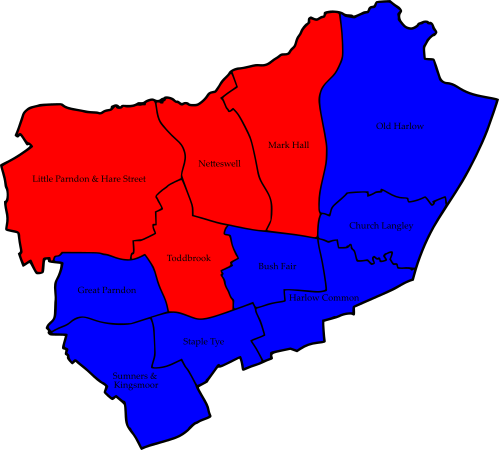 Old Harlow
Mark Hall
Netteswell
Little Parndon & Hare Street
Church Langley
Toddbrook
Bush Fair
Great Parndon
Harlow Common
Staple Tye
Sumners &
Kingsmoor